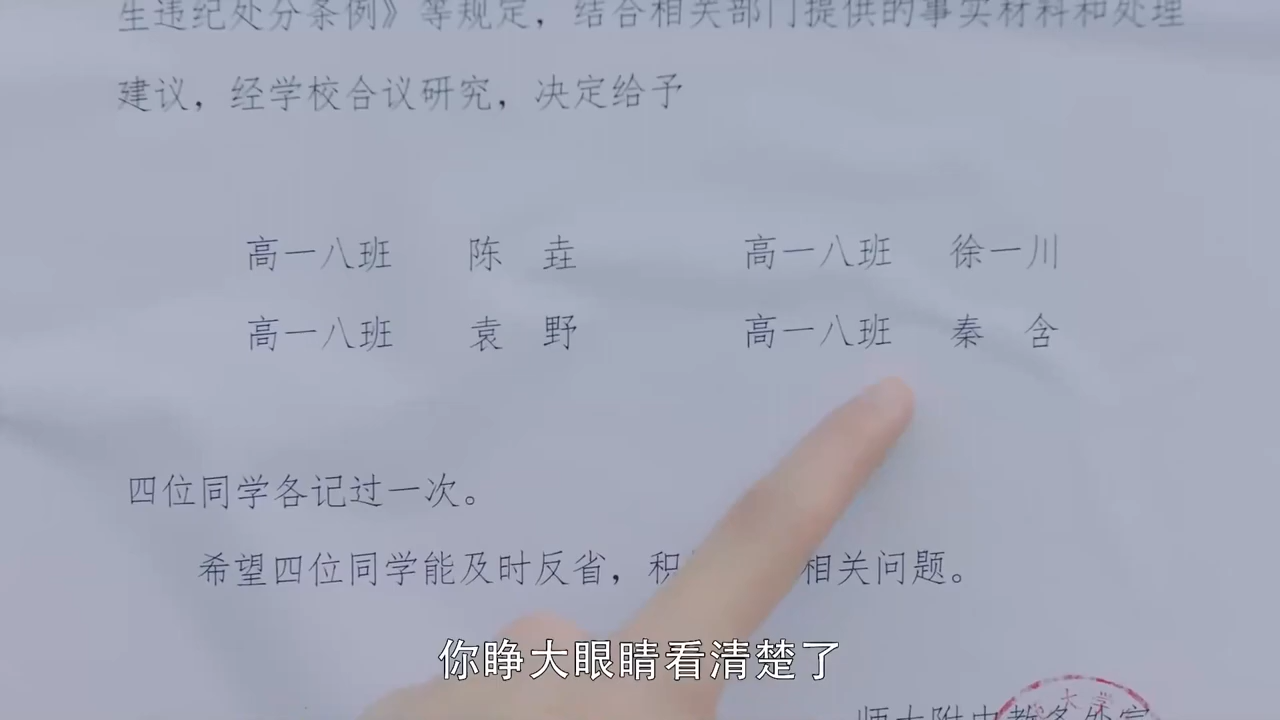 生违纪处分条例》等规定，结合相关部门提供的事实材料和处理
建议，经学校合议研究，决定给予
高一八班 陈 垚 高一八班 徐一川
高一八班 袁 野 高一八班 秦 含
四位同学各记过一次。
希望四位同学能及时反省，积 相关问题。
你睁大眼睛看清楚了
师大附中教务处室
大学